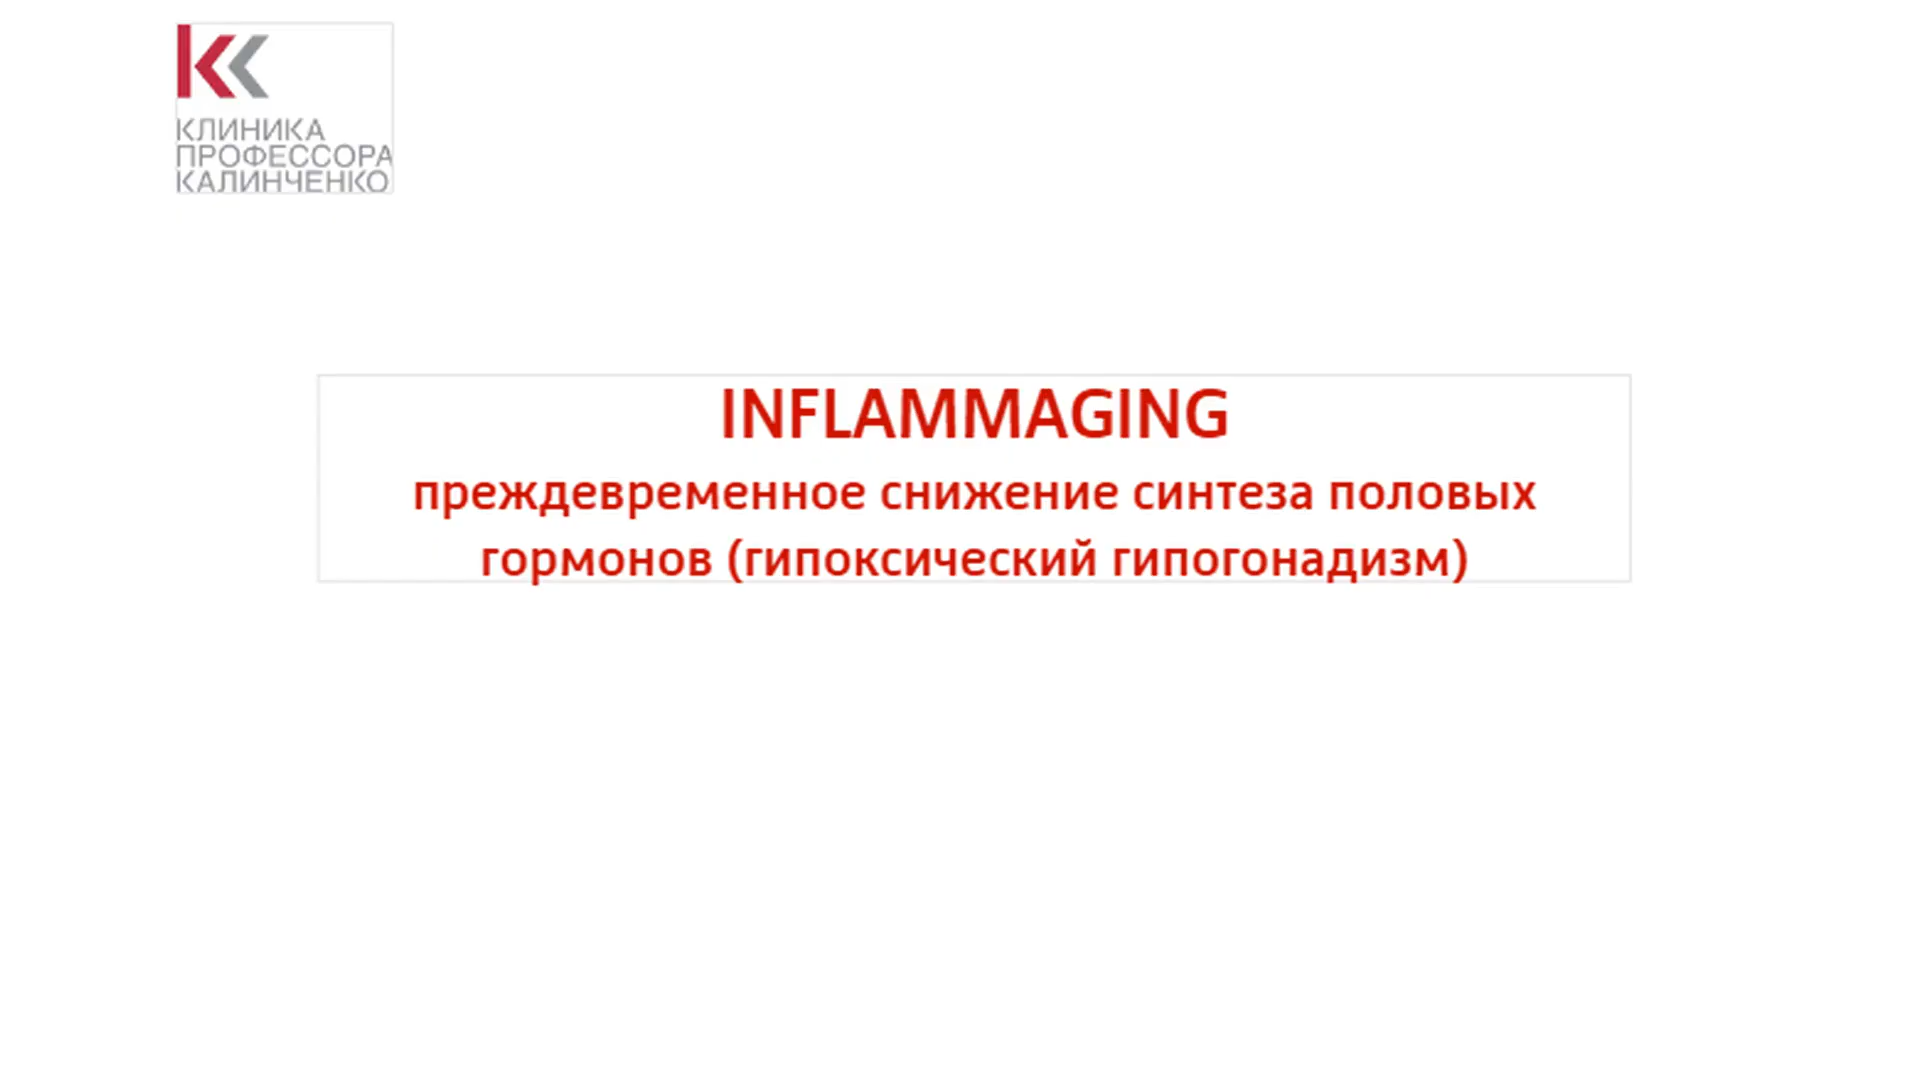 КЛИНИКА
ПРОФЕССОРА
КАЛИНЧЕНКО
INFLAMMAGING
преждевременное снижение синтеза половых
гормонов (гипоксический гипогонадизм)